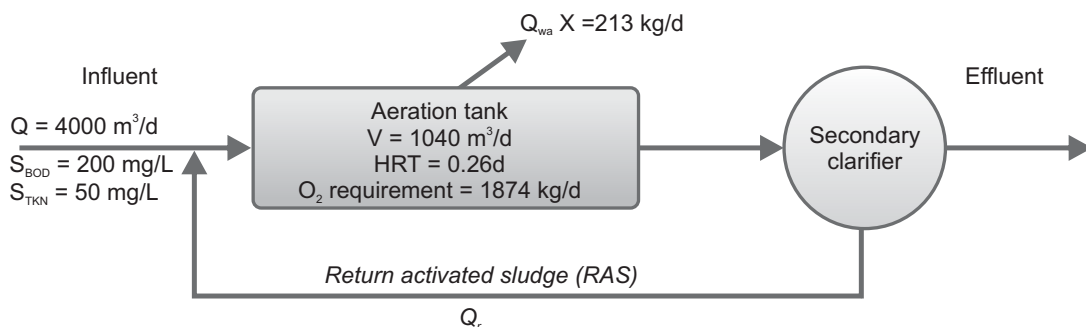 Q_wa X =213 kg/d
Influent
Effluent
Q = 4000 m³/d
S_BOD = 200 mg/L
S_TKN = 50 mg/L
Aeration tank
V = 1040 m³/d
HRT = 0.26d
O₂ requirement = 1874 kg/d
Secondary
clarifier
Return activated sludge (RAS)
Q_r